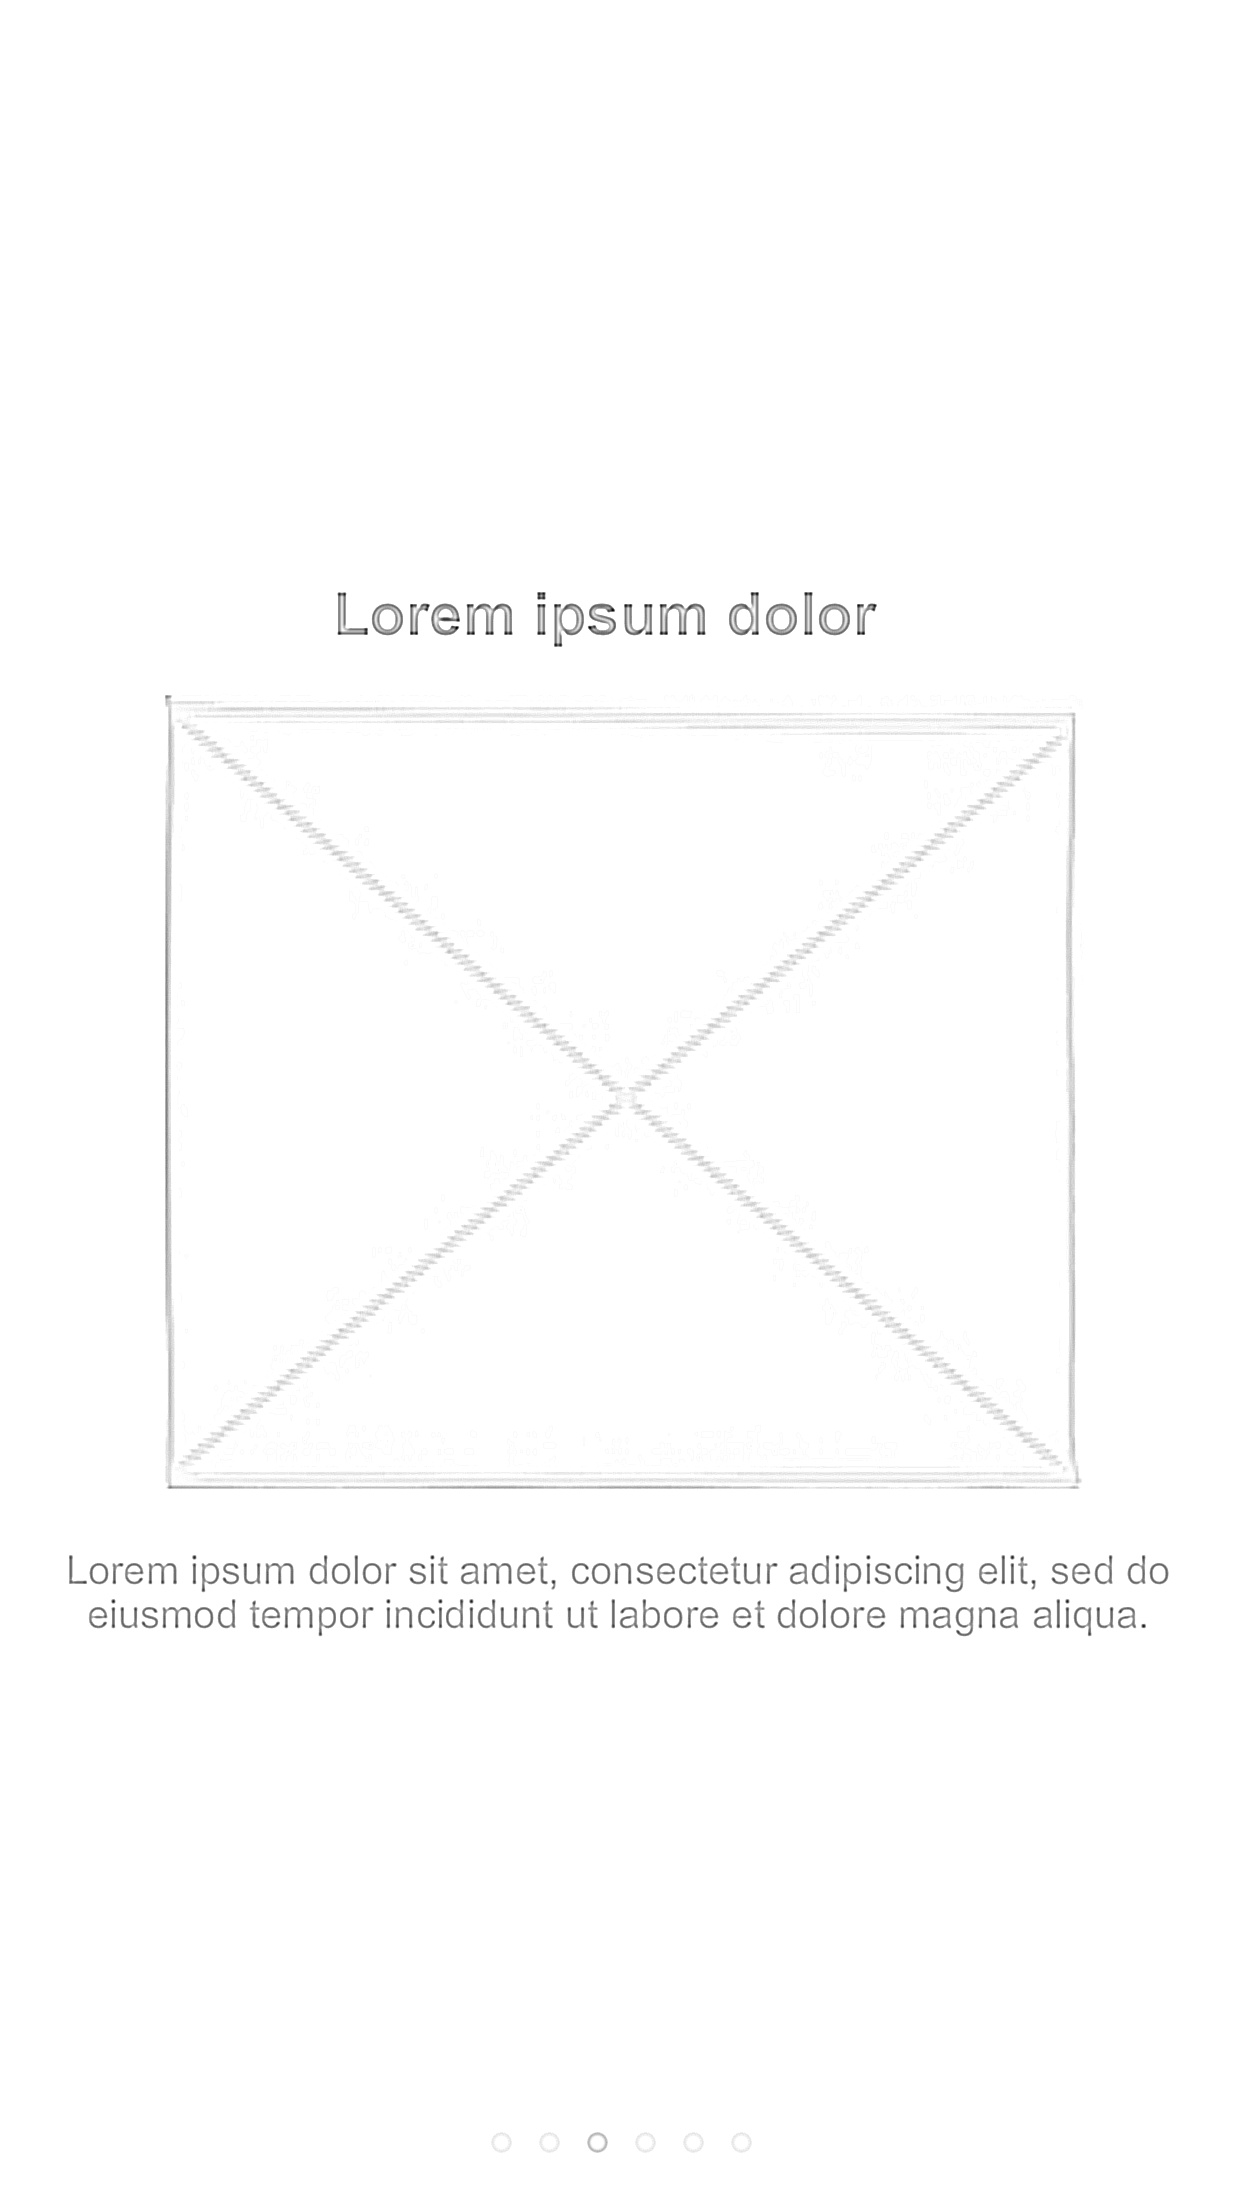 Lorem ipsum dolor
Lorem ipsum dolor sit amet, consectetur adipiscing elit, sed do
eiusmod tempor incididunt ut labore et dolore magna aliqua.